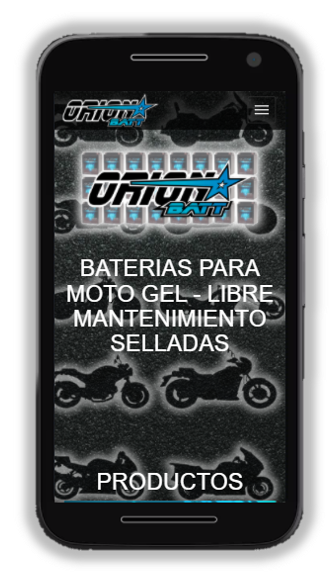 ORION
BATT
ORION
BATT
BATERIAS PARA
MOTO GEL - LIBRE
MANTENIMIENTO
SELLADAS
PRODUCTOS